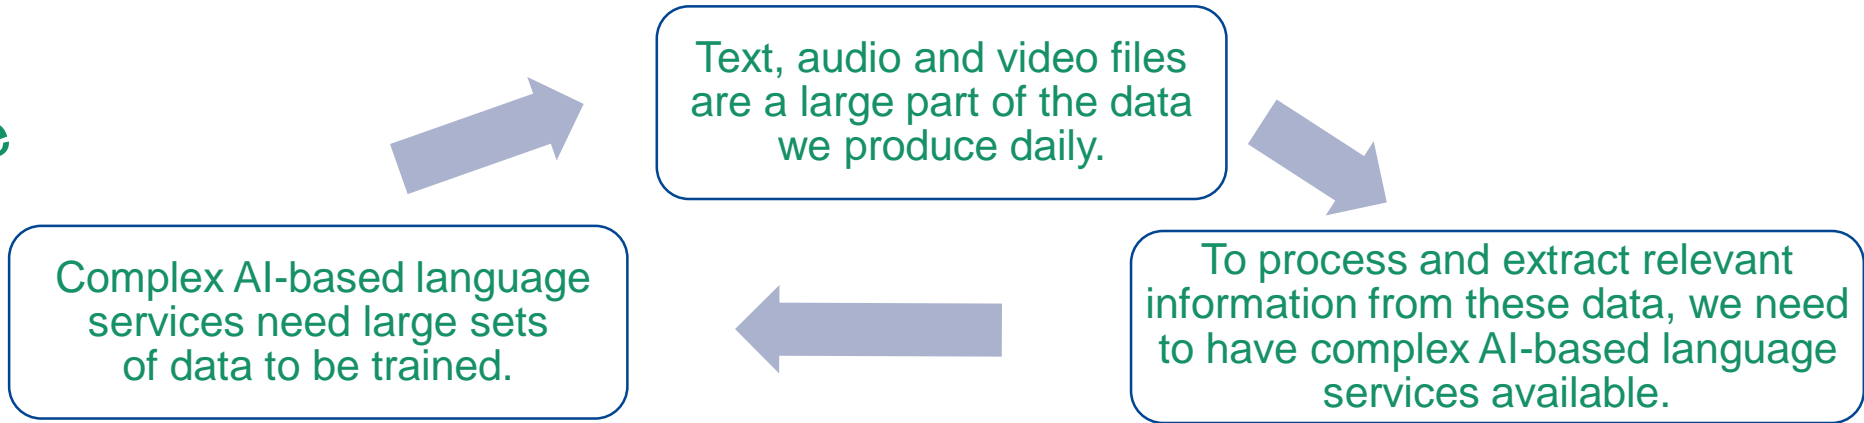 Text, audio and video files
are a large part of the data
we produce daily.
To process and extract relevant
information from these data, we need
to have complex AI-based language
services available.
Complex AI-based language
services need large sets
of data to be trained.